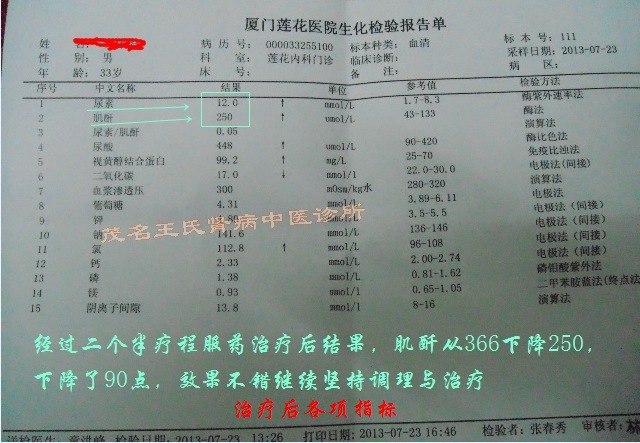 厦门莲花医院生化检验报告单
姓 病历号: 000033255100 标本种类: 血清 标本号: 111
性别: 男 科室: 莲花内科门诊 临床诊断: 采样日期: 2013-07-23
年龄: 33岁 床号: 备注: 病区:
序号 中文名称 结果 单位 参考值 检验方法
1 尿素 12.0 ↑ mmol/L 1.7-8.3 酶紫外速率法
2 肌酐 250 ↑ umol/L 43-133 酶法
3 尿素/肌酐 0.05 演算法
4 尿酸 448 ↑ umol/L 90-420 酶比色法
5 视黄醇结合蛋白 99.2 ↑ mg/L 25-70 免疫比浊法
6 二氧化碳 17.0 ↓ mmol/l 22.0-30.0 电极法(间接)
7 血浆渗透压 300 mOsm/kg水 280-320 演算法
8 葡萄糖 4.31 mmol/L 3.89-6.11 电极法
9 钾 mmol/L 3.5-5.5 电极法(间接)
10 钠 141.6 mmol/L 136-146 电极法(间接)
11 氯 112.8 ↑ mmol/L 96-108 电极法(间接)
12 钙 2.33 mmol/L 2.00-2.74 演算法
13 磷 1.38 mmol/L 0.81-1.62 磷钼酸紫外法
14 镁 0.93 mmol/l 0.65-1.05 二甲苯胺蓝法(终点法)
15 阴离子间隙 13.8 mmol/l 8-16 演算法
茂名王氏肾病中医诊所
经过二个半疗程服药治疗后结果，肌酐从366下降250，
下降了90点，效果不错继续坚持调理与治疗
治疗后各项指标
送检医生: 章洪峰 检验日期: 2013-07-23 13:26 打印日期: 2013-07-23 16:46 检验者: 张春秀